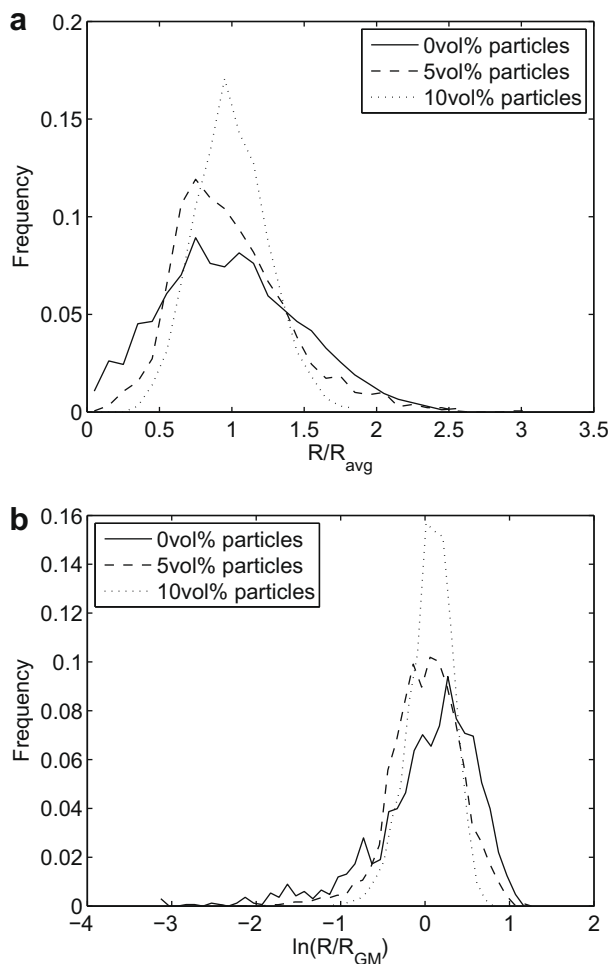 a
0.2
0.15
0.1
0.05
0
Frequency
0vol% particles
5vol% particles
10vol% particles
0 0.5 1 1.5 2 2.5 3 3.5
R/Ravg
b
0.16
0.14
0.12
0.1
0.08
0.06
0.04
0.02
0
Frequency
0vol% particles
5vol% particles
10vol% particles
−4 −3 −2 −1 0 1 2
ln(R/RGM)